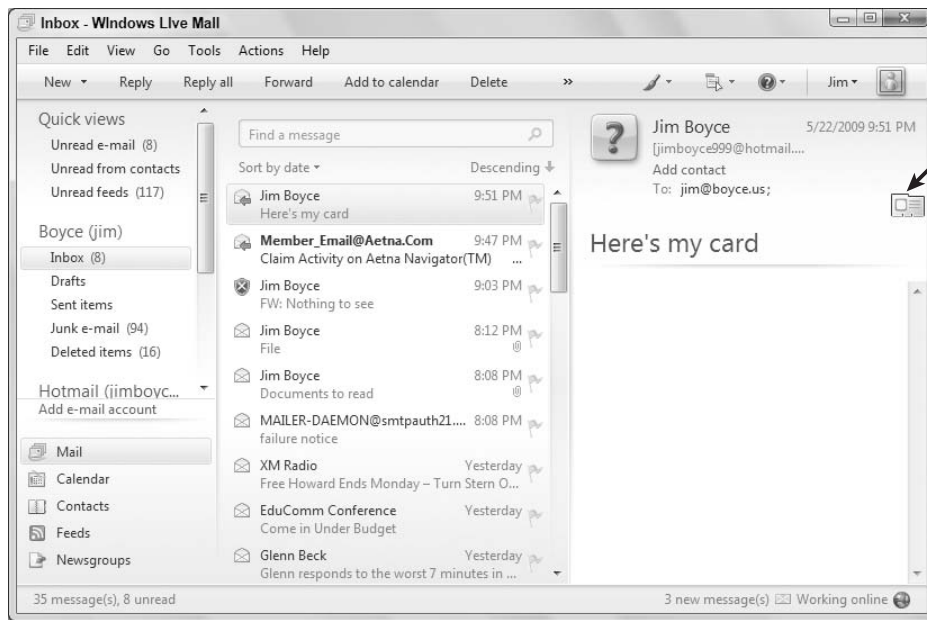 Inbox - Windows Live Mail
File Edit View Go Tools Actions Help
New Reply Reply all Forward Add to calendar Delete » Jim
Quick views
Unread e-mail (8)
Unread from contacts
Unread feeds (117)
Boyce (jim)
Inbox (8)
Drafts
Sent items
Junk e-mail (94)
Deleted items (16)
Hotmail (jimboyc...
Add e-mail account
Mail
Calendar
Contacts
Feeds
Newsgroups
Find a message
Sort by date Descending
Jim Boyce 9:51 PM
Here's my card
Member_Email@Aetna.Com 9:47 PM
Claim Activity on Aetna Navigator(TM) ...
Jim Boyce 9:03 PM
FW: Nothing to see
Jim Boyce 8:12 PM
File
Jim Boyce 8:08 PM
Documents to read
MAILER-DAEMON@smtpauth21.... 8:08 PM
failure notice
XM Radio Yesterday
Free Howard Ends Monday – Turn Stern O...
EduComm Conference Yesterday
Come in Under Budget
Glenn Beck Yesterday
Glenn responds to the worst 7 minutes in ...
Jim Boyce 5/22/2009 9:51 PM
[jimboyce999@hotmail....
Add contact
To: jim@boyce.us;
Here's my card
35 message(s), 8 unread
3 new message(s) Working online